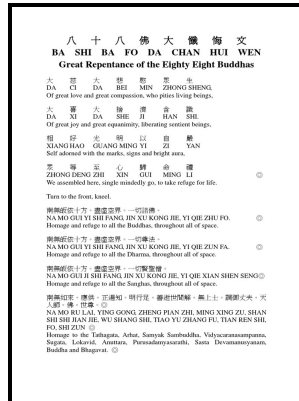 八 十 八 佛 大 懺 悔 文
BA SHI BA FO DA CHAN HUI WEN
Great Repentance of the Eighty Eight Buddhas
大 慈 大 悲 愍 眾 生
DA CI DA BEI MIN ZHONG SHENG,
Of great love and great compassion, who pities living beings,
大 喜 大 捨 濟 含 識
DA XI DA SHE JI HAN SHI.
Of great joy and great equanimity, liberating sentient beings,
相 好 光 明 以 自 嚴
XIANG HAO GUANG MING YI ZI YAN
Self adorned with the marks, signs and bright aura,
眾 等 至 心 歸 命 禮
ZHONG DENG ZHI XIN GUI MING LI ◎
We assembled here, single mindedly go, to take refuge for life.
Turn to the front, kneel.
南無皈依十方、盡虛空界、一切諸佛。
NA MO GUI YI SHI FANG, JIN XU KONG JIE, YI QIE ZHU FO. ◎
Homage and refuge to all the Buddhas, throughout all of space.
南無皈依十方、盡虛空界、一切尊法。
NA MO GUI YI SHI FANG, JIN XU KONG JIE, YI QIE ZUN FA. ◎
Homage and refuge to all the Dharma, throughout all of space.
南無皈依十方、盡虛空界、一切賢聖僧。
NA MO GUI JI SHI FANG, JIN XU KONG JIE, YI QIE XIAN SHEN SENG◎
Homage and refuge to all the Sanghas, throughout all of space.
南無如來、應供、正遍知、明行足、善逝世間解、無上士、調御丈夫、天
人師、佛、世尊。◎
NA MO RU LAI, YING GONG, ZHENG PIAN ZHI, MING XING ZU, SHAN
SHI SHI JIAN JIE, WU SHANG SHI, TIAO YU ZHANG FU, TIAN REN SHI,
FO, SHI ZUN ◎
Homage to the Tathagata, Arhat, Samyak Sambuddha, Vidyacaranasampanna,
Sugata, Lokavid, Anuttara, Purusadamyasarathi, Sasta Devamanusyanam,
Buddha and Bhagavat. ◎